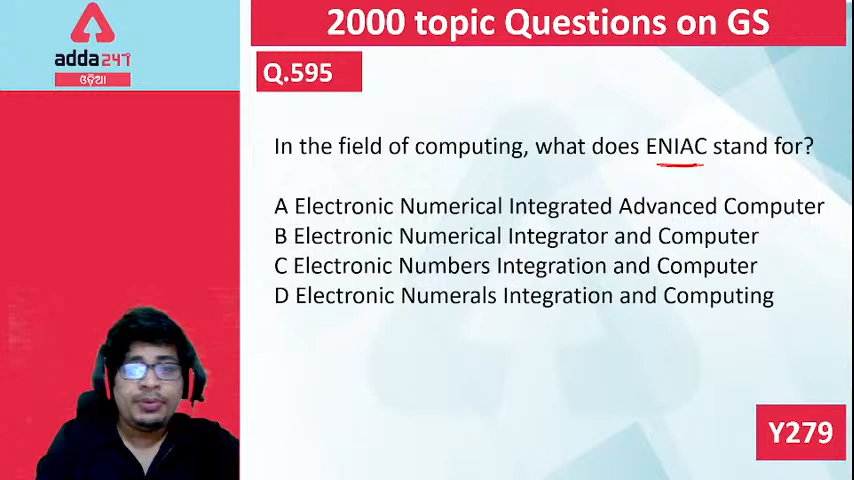 2000 topic Questions on GS
adda247
ଓଡ଼ିଆ
Q.595
In the field of computing, what does ENIAC stand for?
A Electronic Numerical Integrated Advanced Computer
B Electronic Numerical Integrator and Computer
C Electronic Numbers Integration and Computer
D Electronic Numerals Integration and Computing
Y279